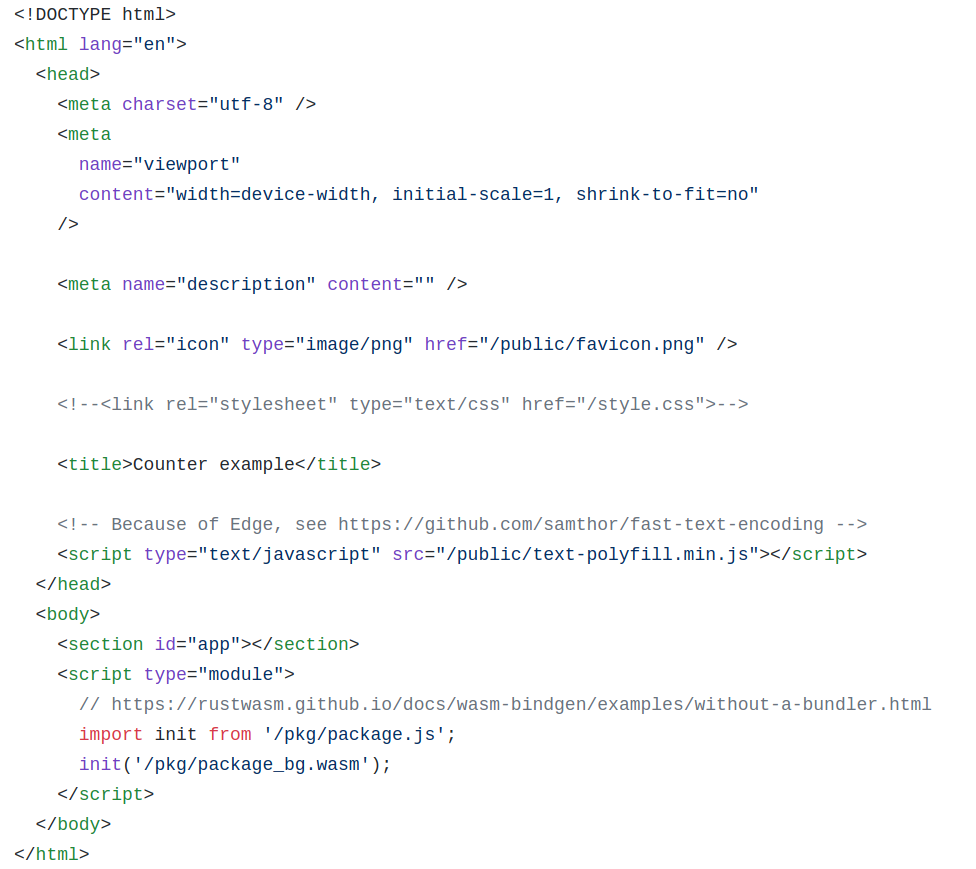 <!DOCTYPE html>
<html lang="en">
  <head>
    <meta charset="utf-8" />
    <meta
      name="viewport"
      content="width=device-width, initial-scale=1, shrink-to-fit=no"
    />

    <meta name="description" content="" />

    <link rel="icon" type="image/png" href="/public/favicon.png" />

    <!--<link rel="stylesheet" type="text/css" href="/style.css">-->

    <title>Counter example</title>

    <!-- Because of Edge, see https://github.com/samthor/fast-text-encoding -->
    <script type="text/javascript" src="/public/text-polyfill.min.js"></script>
  </head>
  <body>
    <section id="app"></section>
    <script type="module">
      // https://rustwasm.github.io/docs/wasm-bindgen/examples/without-a-bundler.html
      import init from '/pkg/package.js';
      init('/pkg/package_bg.wasm');
    </script>
  </body>
</html>